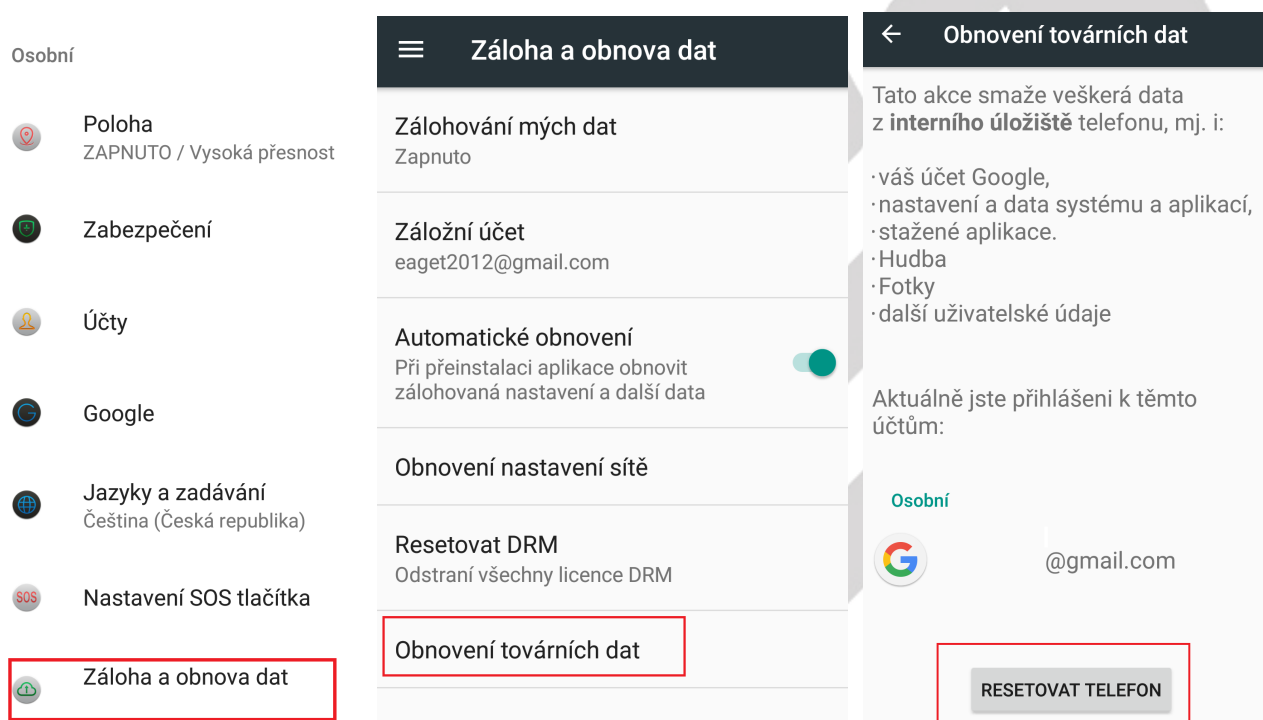 Osobní
Poloha
ZAPNUTO / Vysoká přesnost
Zabezpečení
Účty
Google
Jazyky a zadávání
Čeština (Česká republika)
SOS
Nastavení SOS tlačítka
Záloha a obnova dat
Záloha a obnova dat
Zálohování mých dat
Zapnuto
Záložní účet
eaget2012@gmail.com
Automatické obnovení
Při přeinstalaci aplikace obnovit
zálohovaná nastavení a další data
Obnovení nastavení sítě
Resetovat DRM
Odstraní všechny licence DRM
Obnovení továrních dat
Obnovení továrních dat
Tato akce smaže veškerá data
z interního úložiště telefonu, mj. i:
·váš účet Google,
·nastavení a data systému a aplikací,
·stažené aplikace.
·Hudba
·Fotky
·další uživatelské údaje
Aktuálně jste přihlášeni k těmto
účtům:
Osobní
@gmail.com
RESETOVAT TELEFON